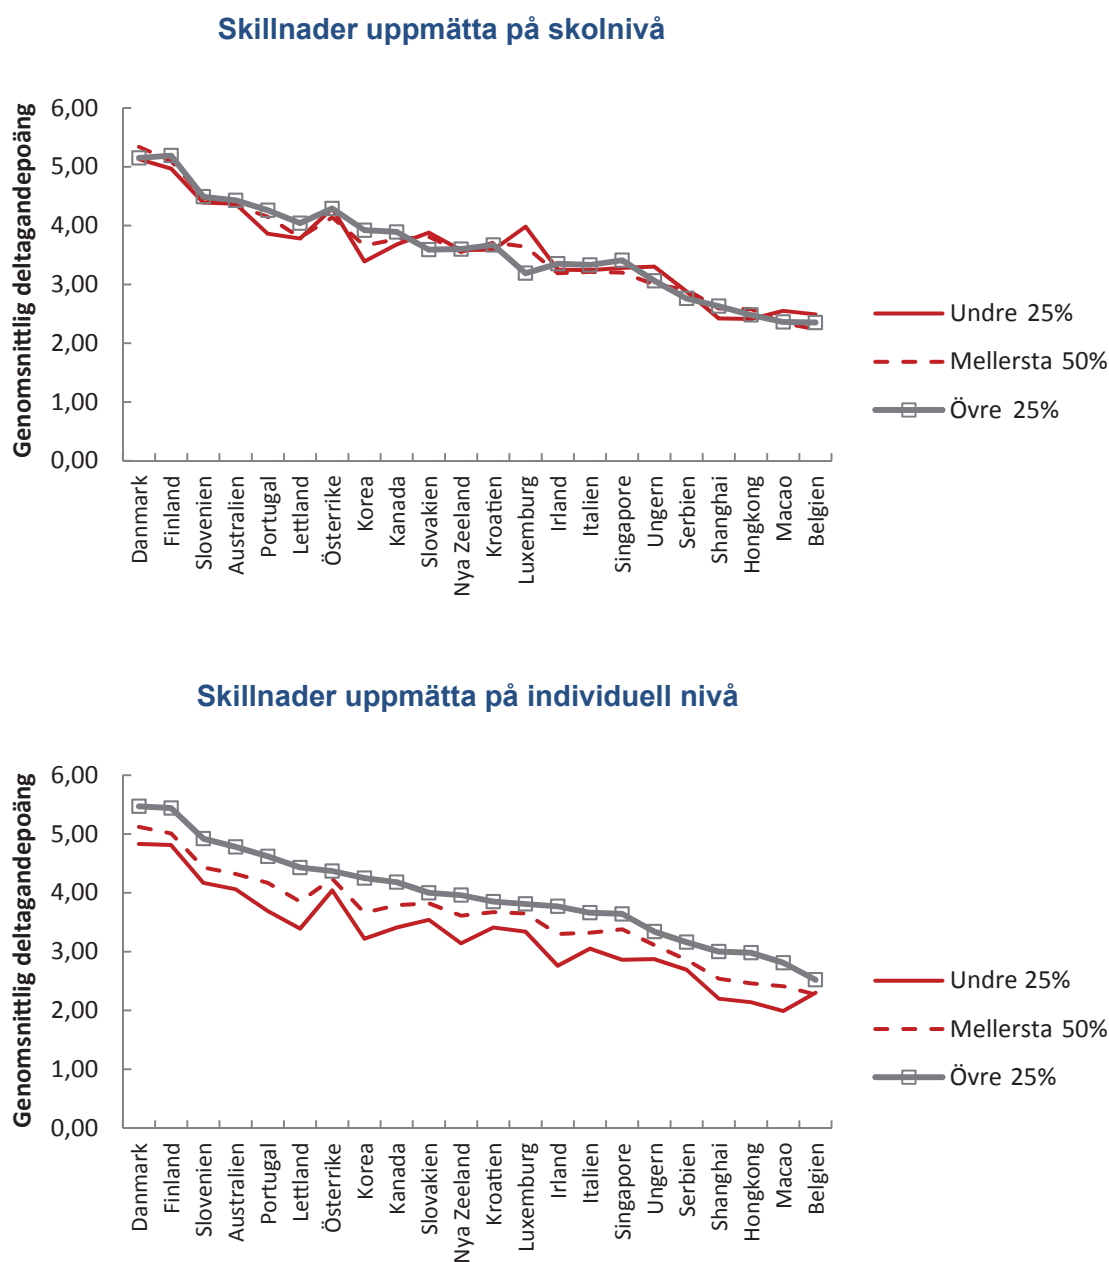 Skillnader uppmätta på skolnivå
Genomsnittlig deltagandepoäng
6,00
5,00
4,00
3,00
2,00
1,00
0,00
Danmark
Finland
Slovenien
Australien
Portugal
Lettland
Österrike
Korea
Kanada
Slovakien
Nya Zeeland
Kroatien
Luxemburg
Irland
Italien
Singapore
Ungern
Serbien
Shanghai
Hongkong
Macao
Belgien
Undre 25%
Mellersta 50%
Övre 25%
Skillnader uppmätta på individuell nivå
Genomsnittlig deltagandepoäng
6,00
5,00
4,00
3,00
2,00
1,00
0,00
Danmark
Finland
Slovenien
Australien
Portugal
Lettland
Österrike
Korea
Kanada
Slovakien
Nya Zeeland
Kroatien
Luxemburg
Irland
Italien
Singapore
Ungern
Serbien
Shanghai
Hongkong
Macao
Belgien
Undre 25%
Mellersta 50%
Övre 25%